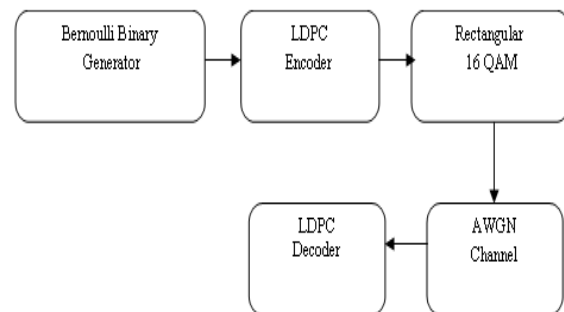 Bernoulli Binary
Generator
LDPC
Encoder
Rectangular
16 QAM
LDPC
Decoder
AWGN
Channel